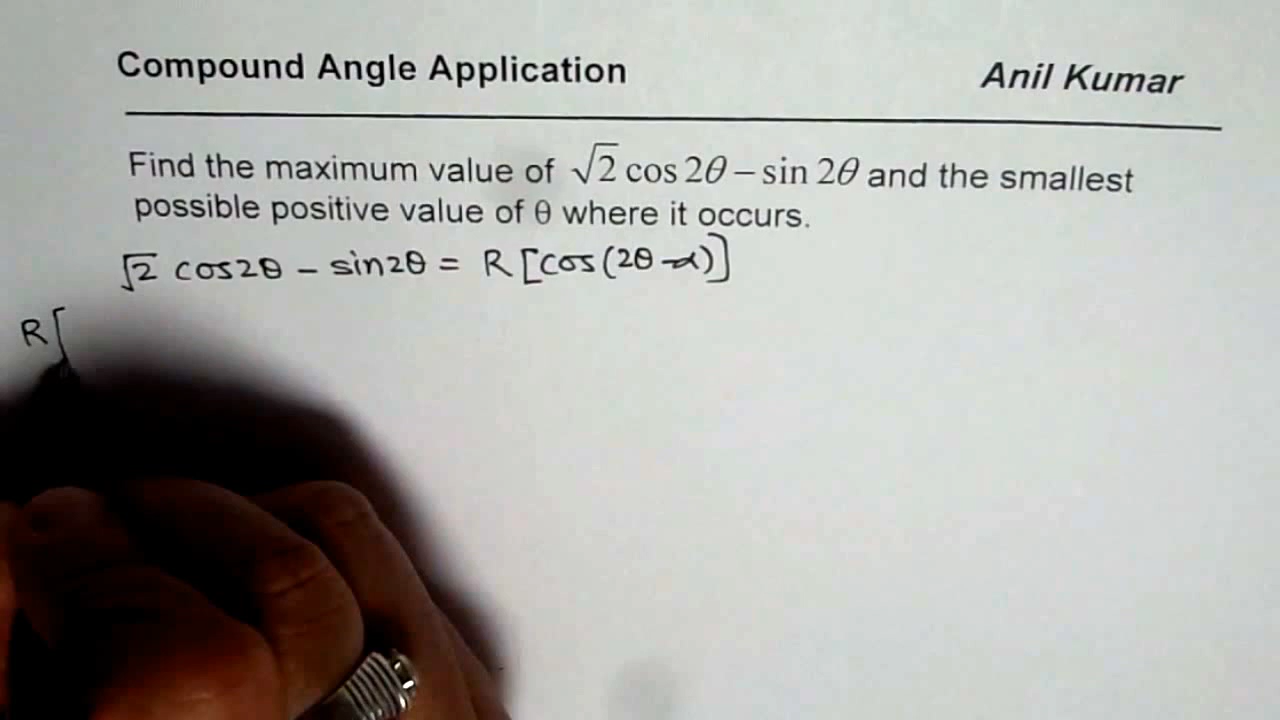 Compound Angle Application Anil Kumar
Find the maximum value of √2 cos 2θ − sin 2θ and the smallest
possible positive value of θ where it occurs.
√2 cos2θ − sin2θ = R [cos(2θ −α)]
R[